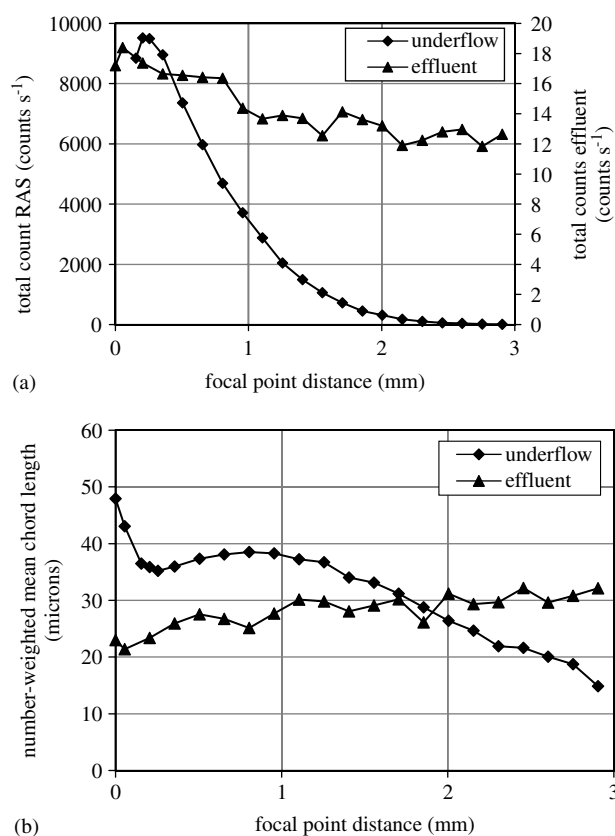 10000
8000
6000
4000
2000
0
total count RAS (counts s⁻¹)
underflow
effluent
20
18
16
14
12
10
8
6
4
2
0
total counts effluent
(counts s⁻¹)
0
1
2
3
(a)
focal point distance (mm)
60
50
40
30
20
10
0
number-weighted mean chord length
(microns)
underflow
effluent
0
1
2
3
(b)
focal point distance (mm)